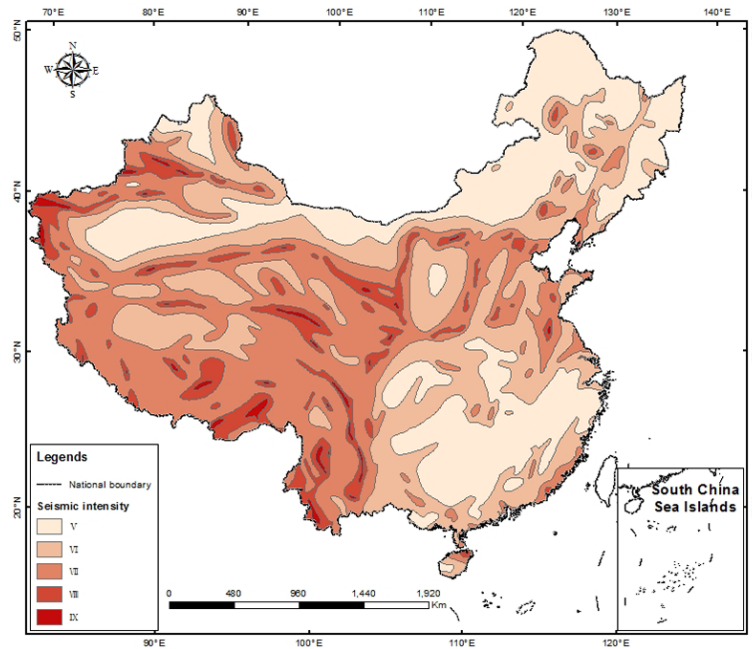 70°E 80°E 90°E 100°E 110°E 120°E 130°E 140°E
50°N
N
W E
S
40°N
30°N
20°N
Legends
National boundary
Seismic intensity
V
VI
VII
VIII
IX
0 480 960 1,440 1,920
Km
South China
Sea Islands
90°E 100°E 110°E 120°E